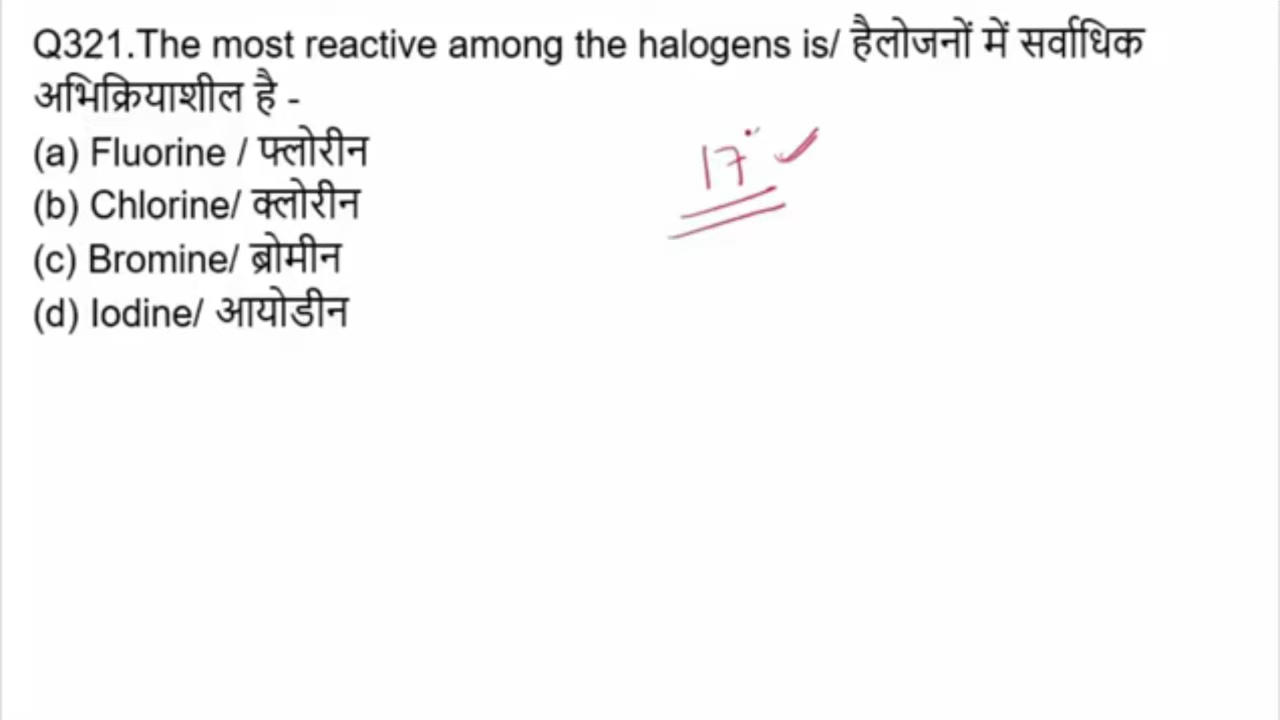 Q321.The most reactive among the halogens is/ हैलोजनों में सर्वाधिक
अभिक्रियाशील है -
(a) Fluorine / फ्लोरीन
(b) Chlorine/ क्लोरीन
(c) Bromine/ ब्रोमीन
(d) Iodine/ आयोडीन
17